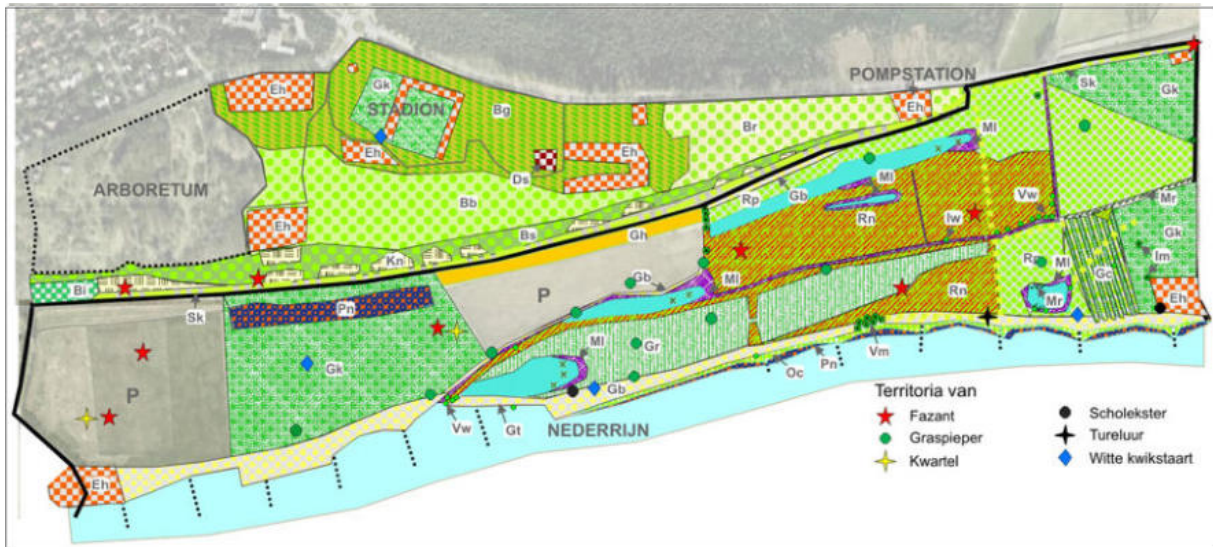 POMPSTATION
Sk
Gk
Gk
Eh
Eh
STADION
Bg
Br
Ml
Eh
Eh
Ml
ARBORETUM
Ds
Rp
Gb
Vw
Bb
Rn
Iw
Mr
Eh
Bs
Gh
Gk
Kn
Gb
Ml
Im
Bi
P
Ml
Gc
Mr
Eh
Sk
Pn
Rn
Ml
Gr
Gk
Vm
P
Gb
Oc
Pn
Vw
Gt
NEDERRIJN
Eh
Territoria van
Fazant
Graspieper
Kwartel
Scholekster
Tureluur
Witte kwikstaart